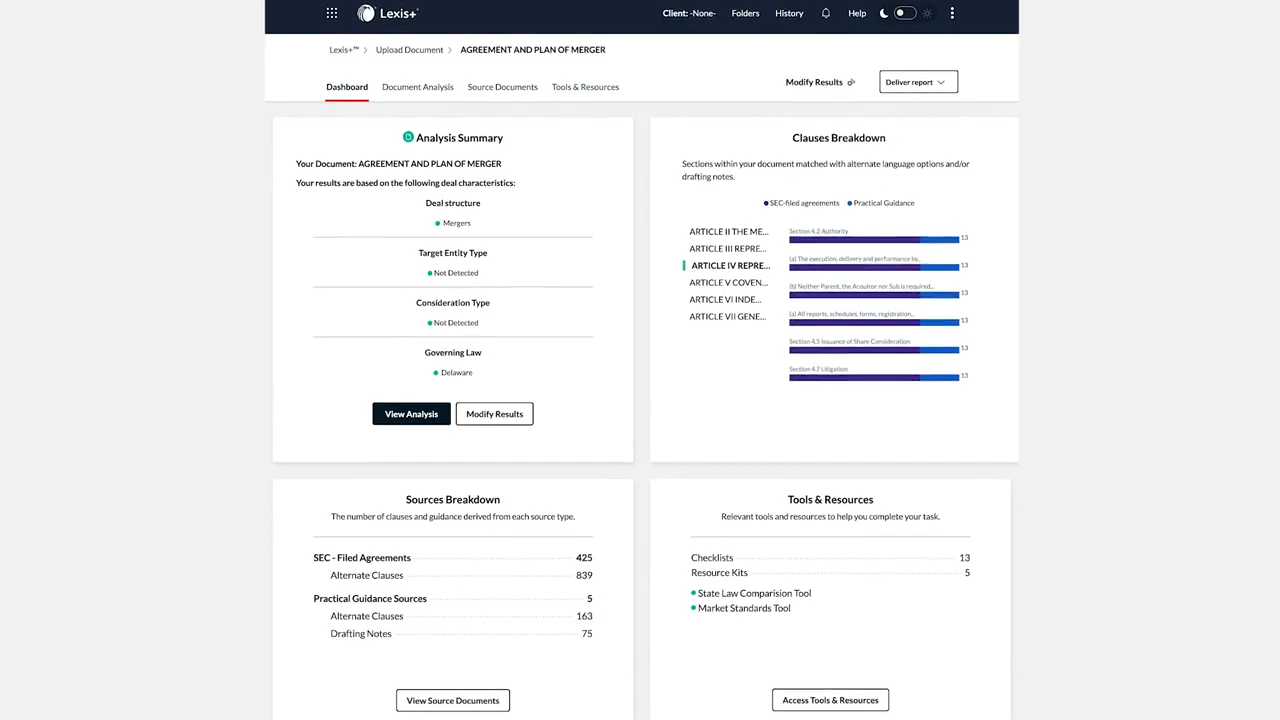 Lexis+
Client: -None-
Folders
History
Help
Lexis+™ > Upload Document > AGREEMENT AND PLAN OF MERGER
Dashboard
Document Analysis
Source Documents
Tools & Resources
Modify Results
Deliver report
Analysis Summary
Your Document: AGREEMENT AND PLAN OF MERGER
Your results are based on the following deal characteristics:
Deal structure
Mergers
Target Entity Type
Not Detected
Consideration Type
Not Detected
Governing Law
Delaware
View Analysis
Modify Results
Clauses Breakdown
Sections within your document matched with alternate language options and/or
drafting notes.
SEC-filed agreements
Practical Guidance
ARTICLE II THE ME...
ARTICLE III REPRE...
ARTICLE IV REPRE...
ARTICLE V COVEN...
ARTICLE VI INDE...
ARTICLE VII GENE...
Section 4.2 Authority
13
(a) The execution, delivery and performance by...
13
(b) Neither Parent, the Acquiror nor Sub is required...
13
(a) All reports, schedules, forms, registration...
13
Section 4.5 Issuance of Share Consideration
13
Section 4.7 Litigation
13
Sources Breakdown
The number of clauses and guidance derived from each source type.
SEC - Filed Agreements 425
Alternate Clauses 839
Practical Guidance Sources 5
Alternate Clauses 163
Drafting Notes 75
View Source Documents
Tools & Resources
Relevant tools and resources to help you complete your task.
Checklists 13
Resource Kits 5
State Law Comparision Tool
Market Standards Tool
Access Tools & Resources